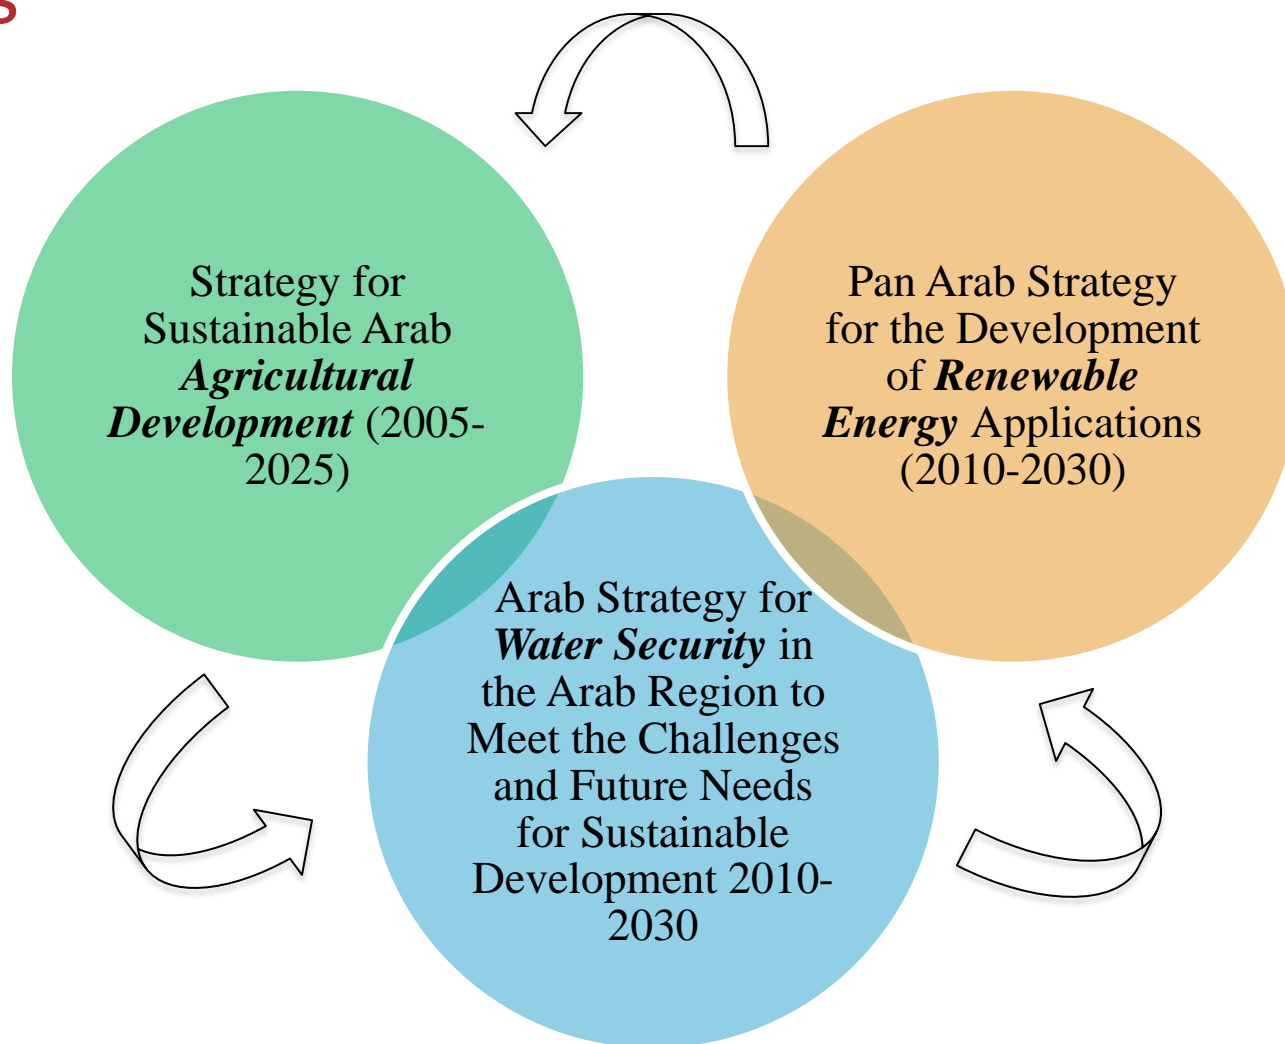 s
Strategy for
Sustainable Arab
Agricultural
Development (2005-
2025)
Pan Arab Strategy
for the Development
of Renewable
Energy Applications
(2010-2030)
Arab Strategy for
Water Security in
the Arab Region to
Meet the Challenges
and Future Needs
for Sustainable
Development 2010-
2030